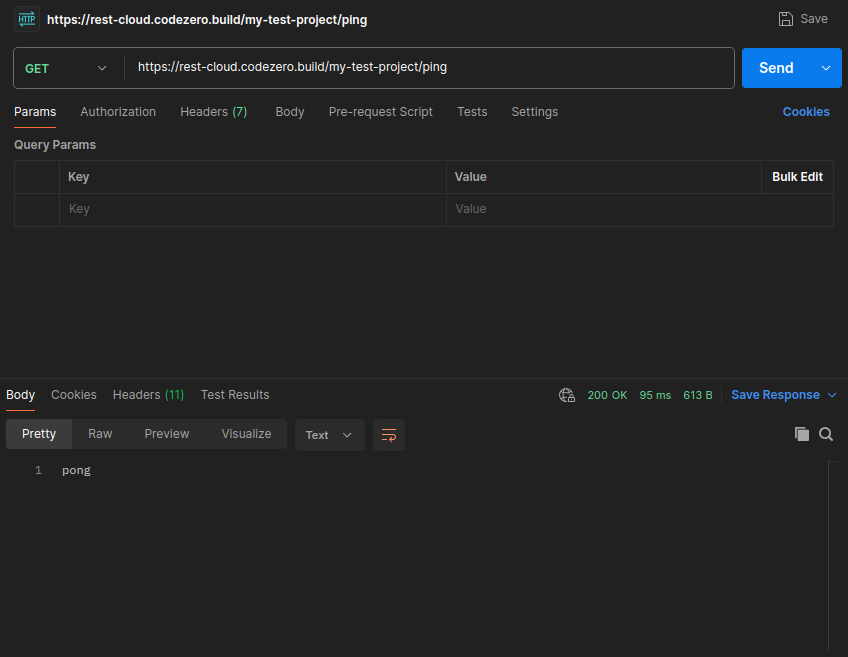 HTTP https://rest-cloud.codezero.build/my-test-project/ping Save
GET https://rest-cloud.codezero.build/my-test-project/ping Send
Params Authorization Headers (7) Body Pre-request Script Tests Settings Cookies
Query Params
Key Value Bulk Edit
Key Value
Body Cookies Headers (11) Test Results 200 OK 95 ms 613 B Save Response
Pretty Raw Preview Visualize Text
1 pong